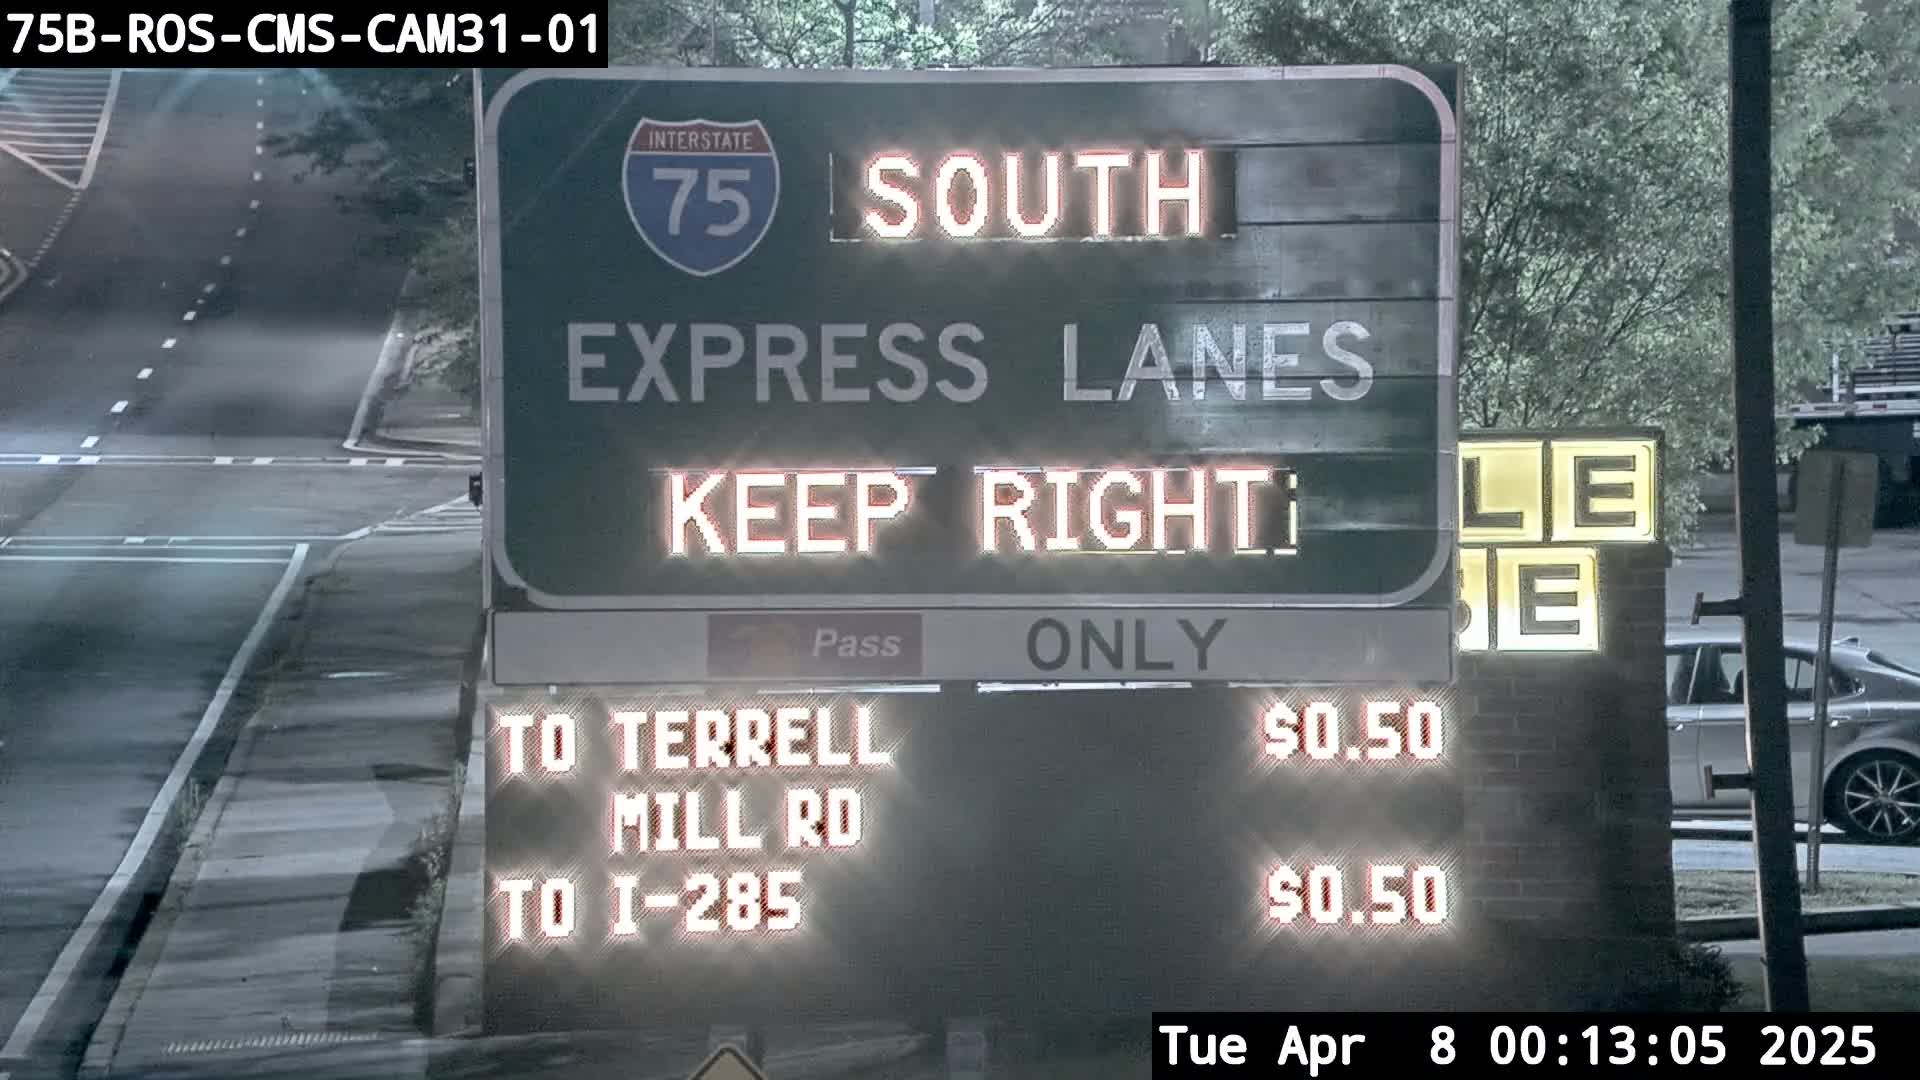 75B-ROS-CMS-CAM31-01
INTERSTATE
75
SOUTH
EXPRESS LANES
KEEP RIGHT
Pass ONLY
TO TERRELL $0.50
MILL RD
TO I-285 $0.50
LE
E
Tue Apr 8 00:13:05 2025